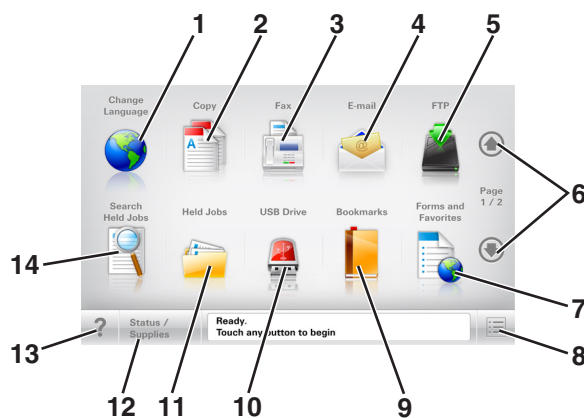 1 2 3 4 5
Change
Language
Copy
Fax
E-mail
FTP
A
@
6
Page
1 / 2
Search
Held Jobs
Held Jobs
USB Drive
Bookmarks
Forms and
Favorites
14
7
?
Status /
Supplies
Ready.
Touch any button to begin
13 12 11 10 9 8